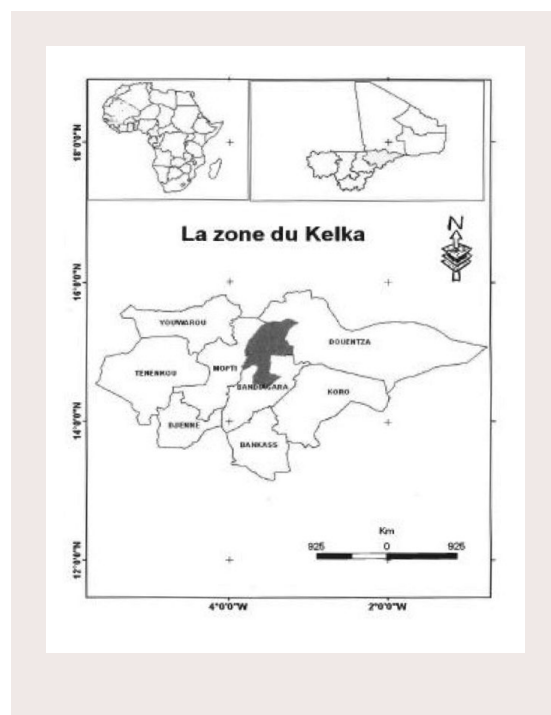 La zone du Kelka
N
YOUWAROU
DOUENTZA
TENENKOU
MOPTI
BANDIAGARA
KORO
DJENNE
BANKASS
Km
925 0 925
18°0'0"N
16°0'0"N
14°0'0"N
12°0'0"N
4°0'0"W 2°0'0"W